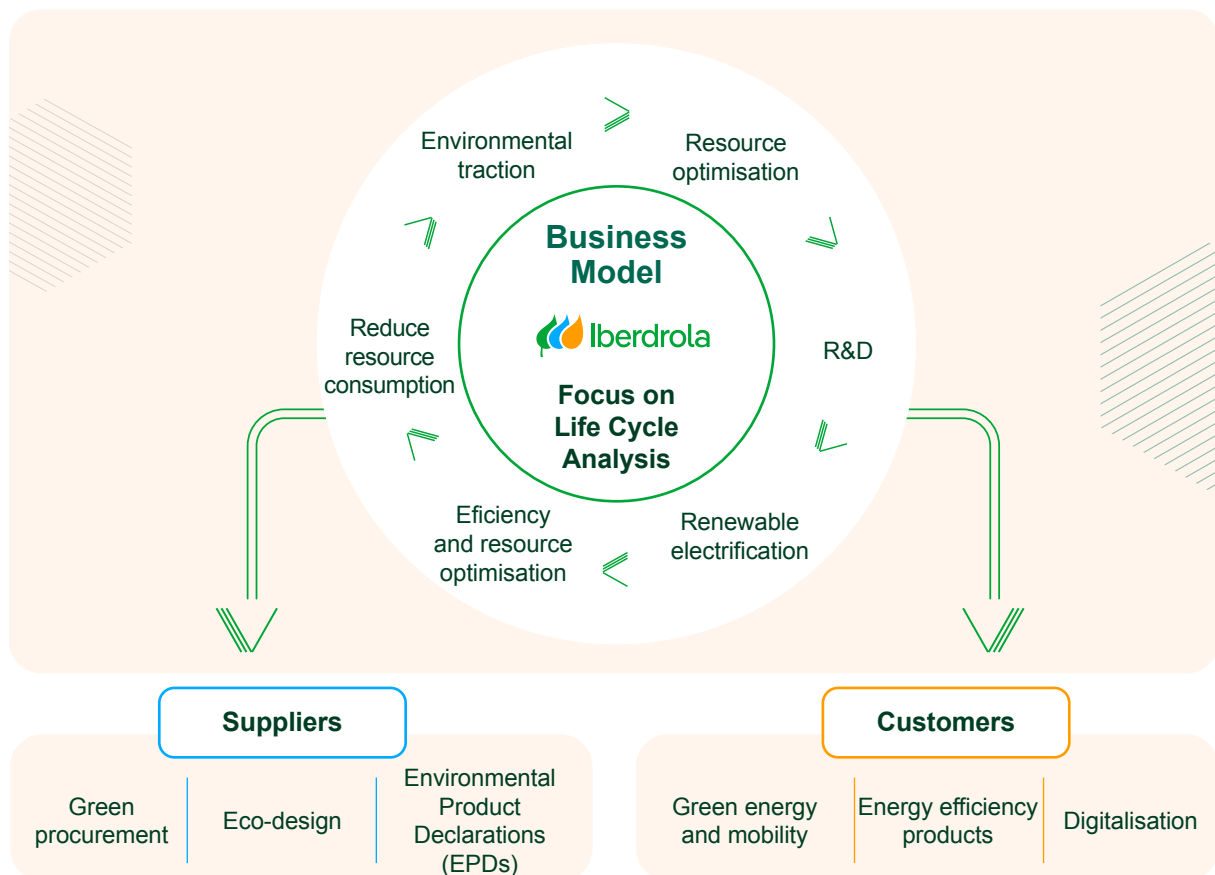 Environmental
traction
Resource
optimisation
Business
Model
Iberdrola
Focus on
Life Cycle
Analysis
R&D
Renewable
electrification
Eficiency
and resource
optimisation
Reduce
resource
consumption
Suppliers
Green
procurement
Eco-design
Environmental
Product
Declarations
(EPDs)
Customers
Green energy
and mobility
Energy efficiency
products
Digitalisation